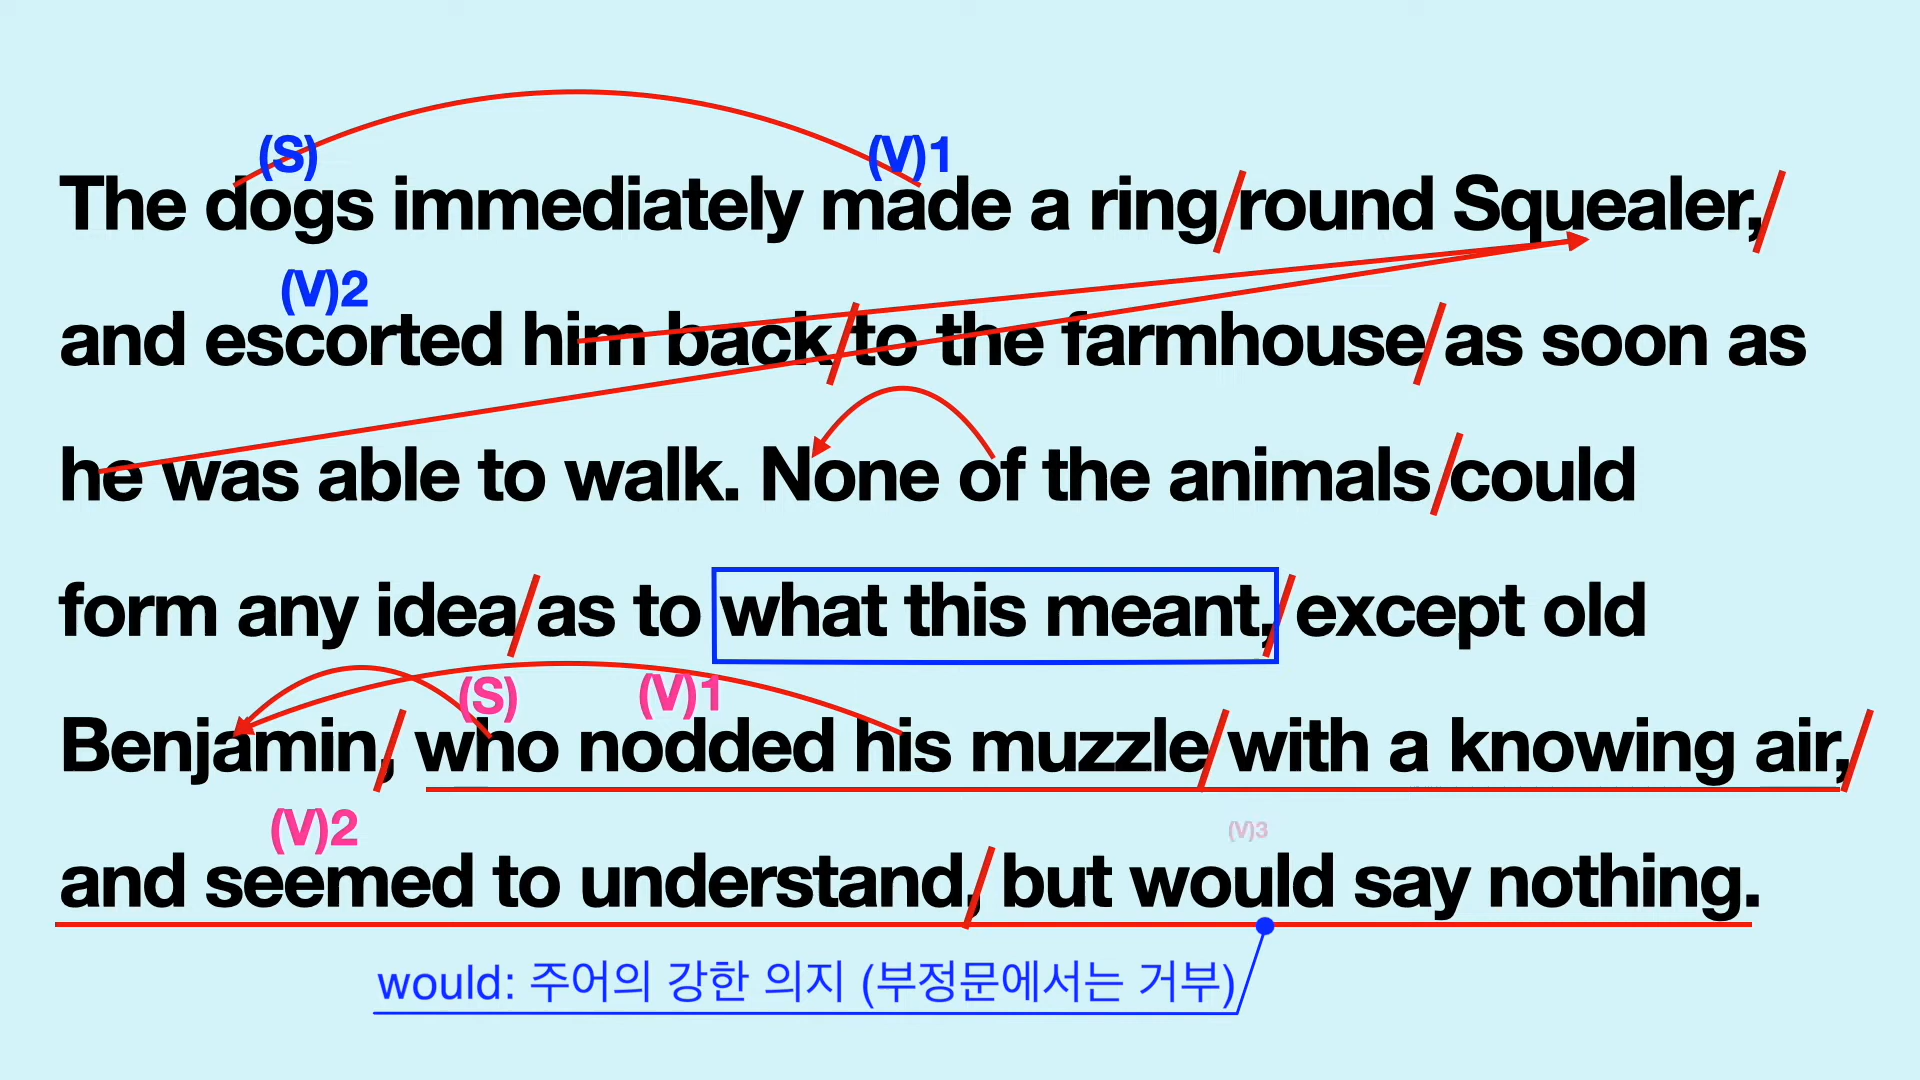 (S) (V)1
The dogs immediately made a ring/round Squealer,/
(V)2
and escorted him back/to the farmhouse/as soon as
he was able to walk. None of the animals/could
form any idea/as to what this meant,/except old
(S) (V)1
Benjamin,/ who nodded his muzzle/with a knowing air,/
(V)2 (V)3
and seemed to understand,/ but would say nothing.
would: 주어의 강한 의지 (부정문에서는 거부)